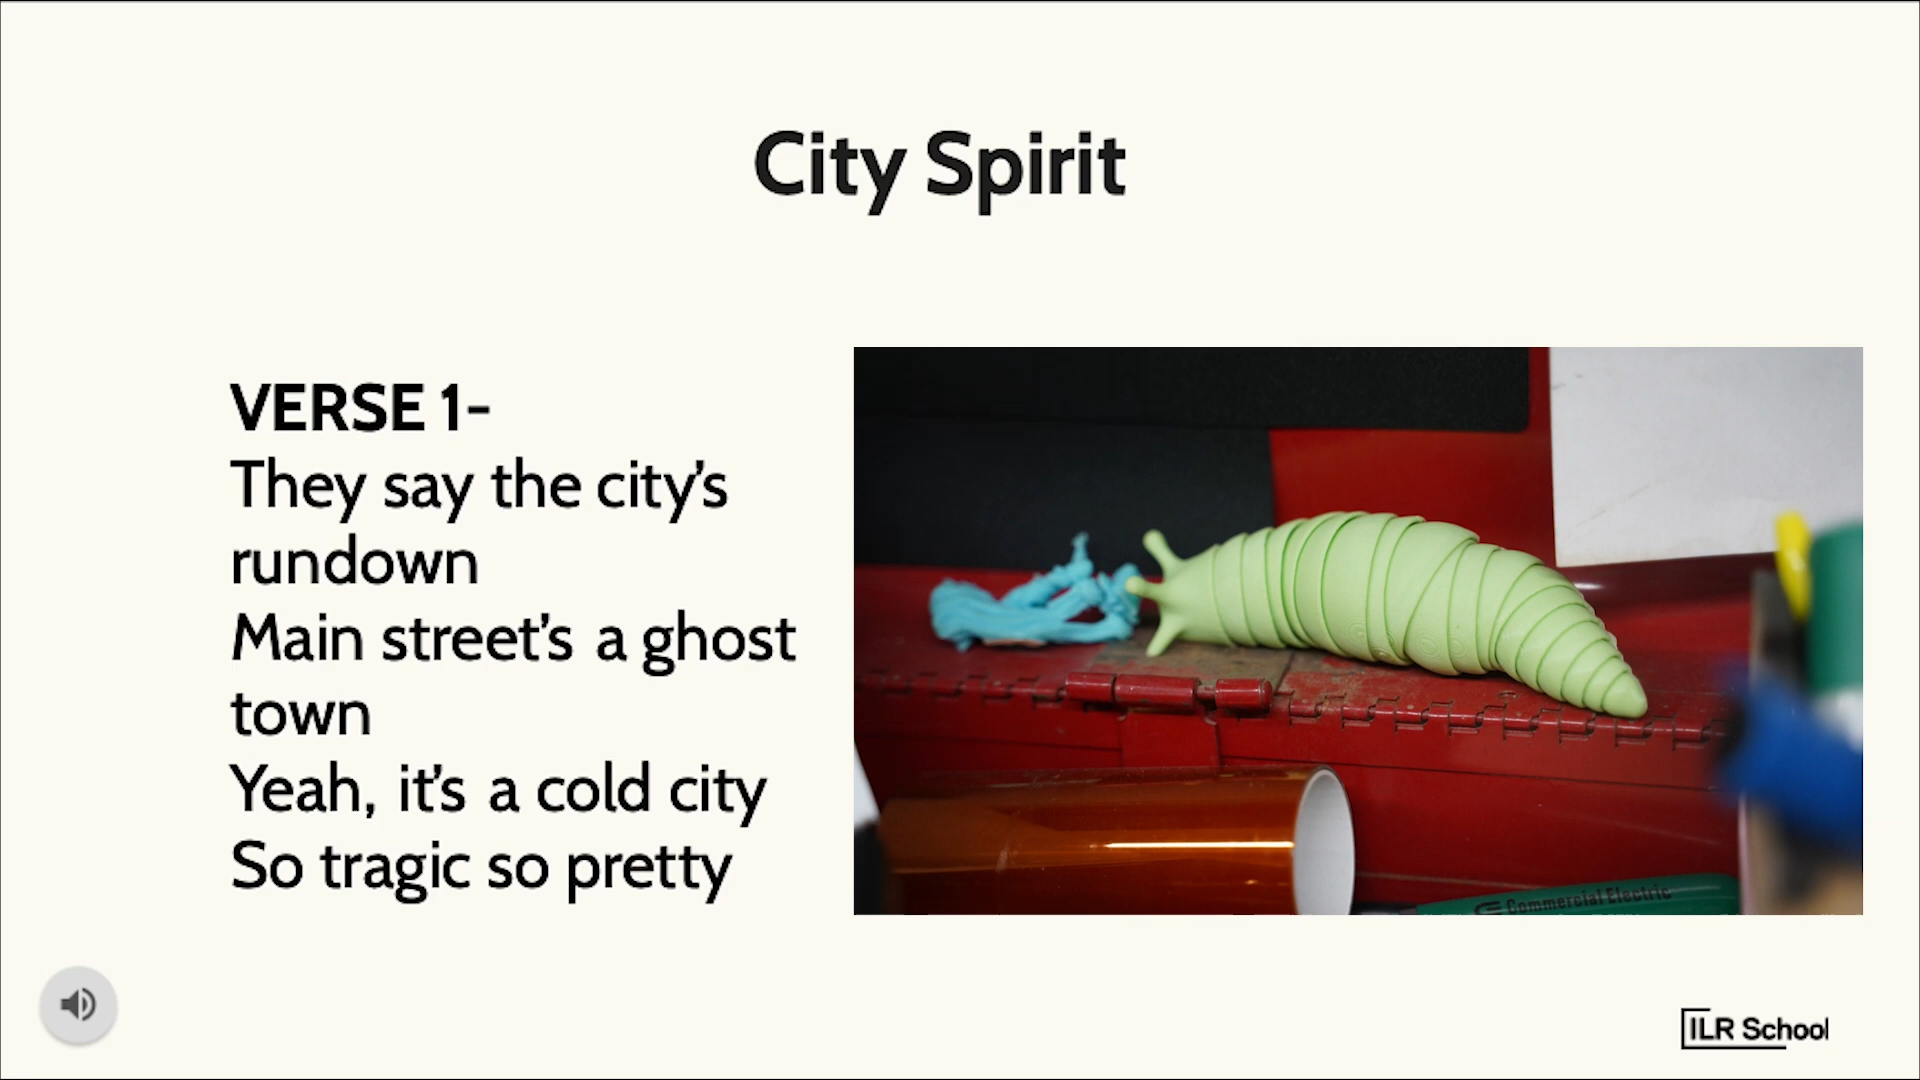 City Spirit
VERSE 1-
They say the city's
rundown
Main street's a ghost
town
Yeah, it's a cold city
So tragic so pretty
Commercial Electric
ILR School